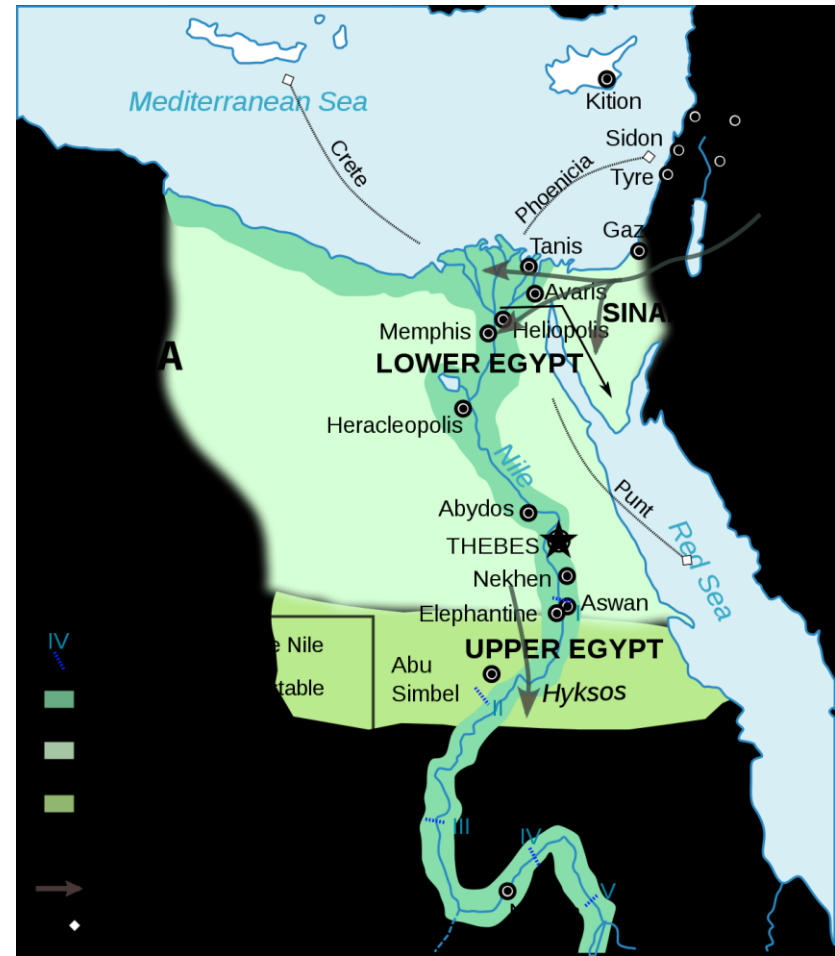 Kition
Mediterranean Sea
Sidon
Crete
Phoenicia
Tyre
Gaz
Tanis
Avaris
SINA
Memphis
Heliopolis
A
LOWER EGYPT
Heracleopolis
Nile
Punt
Abydos
THEBES
Red Sea
Nekhen
Aswan
Elephantine
I
IV
e Nile
UPPER EGYPT
Abu
Simbel
table
Hyksos
II
III
IV
V